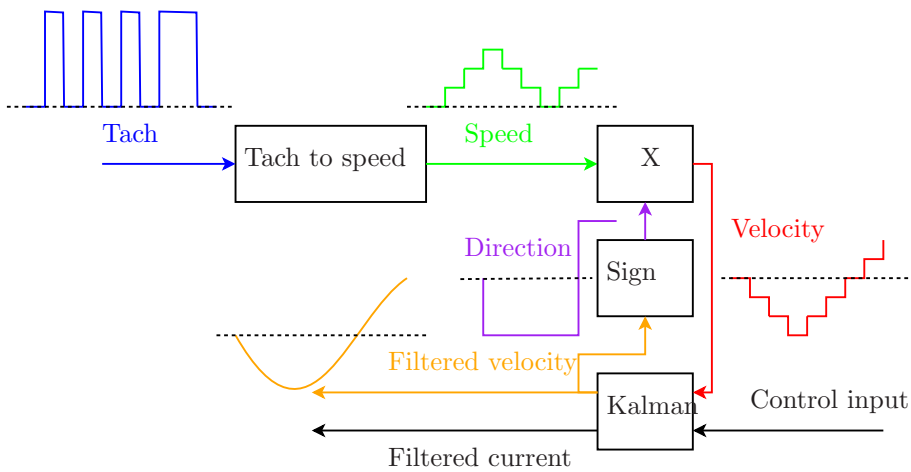 Tach
Speed
Tach to speed
X
Direction
Velocity
Sign
Filtered velocity
Kalman
Control input
Filtered current